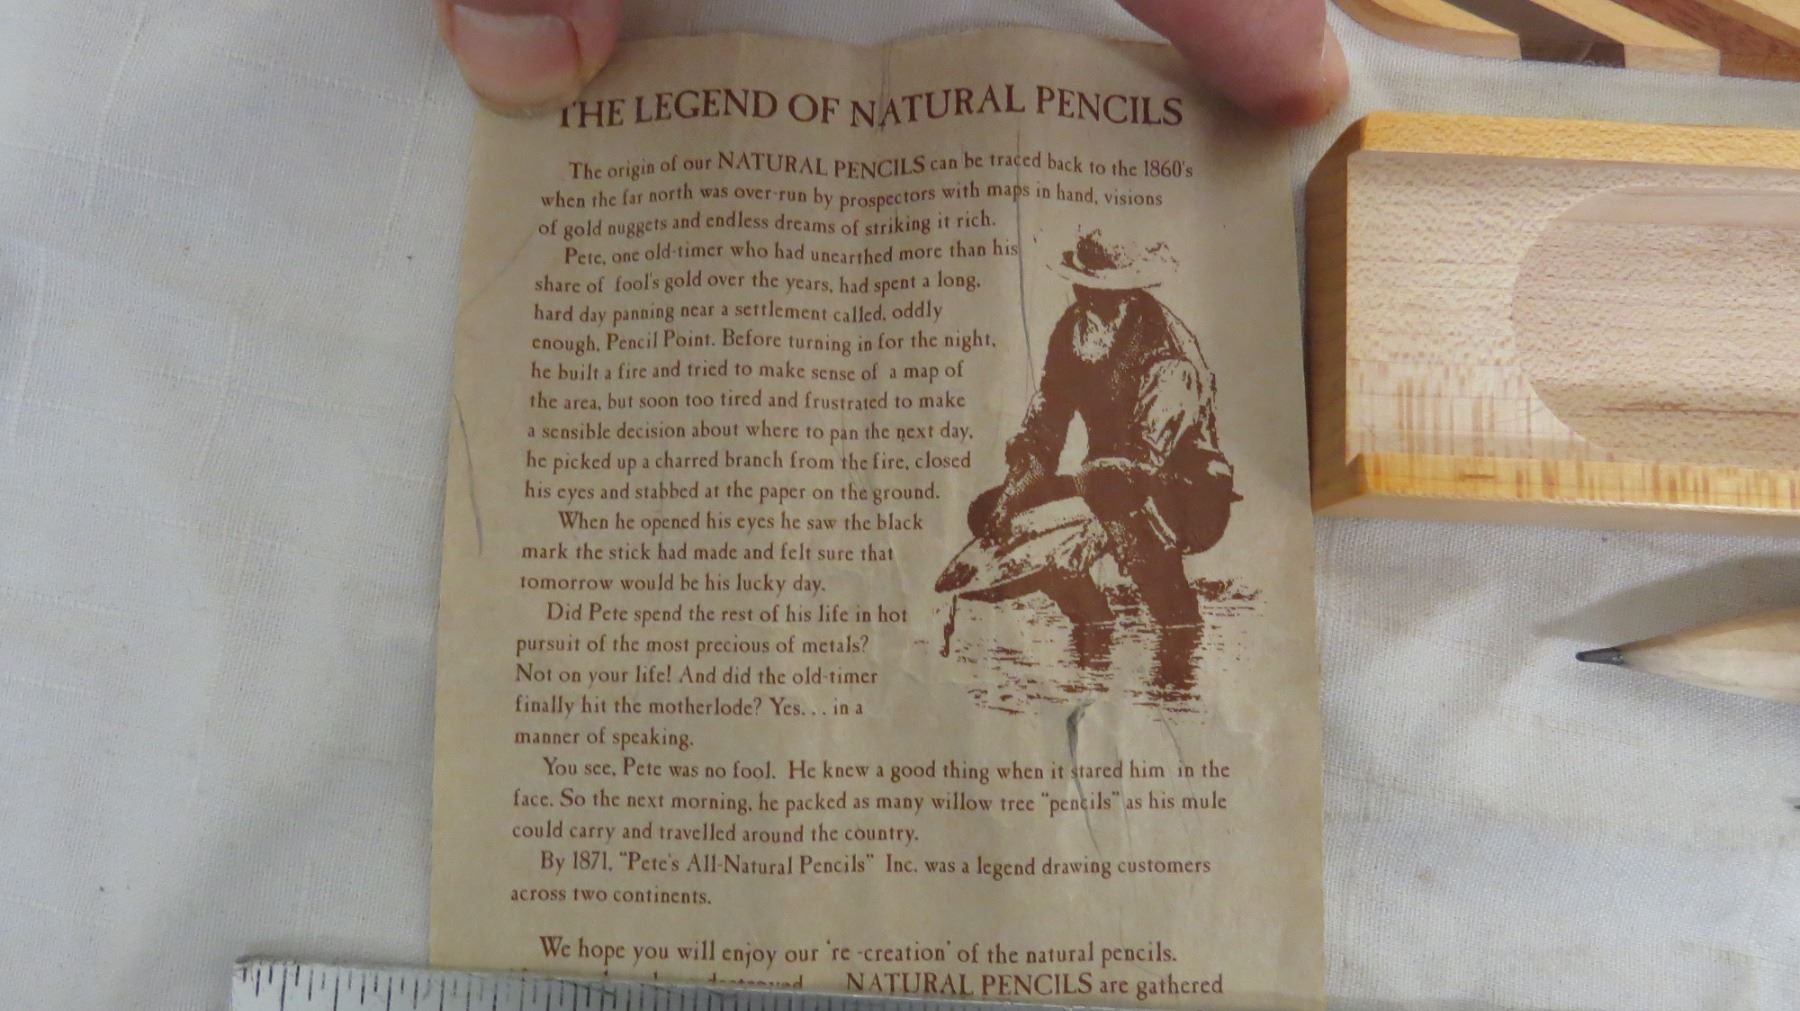 THE LEGEND OF NATURAL PENCILS
The origin of our NATURAL PENCILS can be traced back to the 1860's
when the far north was over-run by prospectors with maps in hand, visions
of gold nuggets and endless dreams of striking it rich.
Pete, one old-timer who had unearthed more than his
share of fool's gold over the years, had spent a long,
hard day panning near a settlement called, oddly
enough, Pencil Point. Before turning in for the night,
he built a fire and tried to make sense of a map of
the area, but soon too tired and frustrated to make
a sensible decision about where to pan the next day,
he picked up a charred branch from the fire, closed
his eyes and stabbed at the paper on the ground.
When he opened his eyes he saw the black
mark the stick had made and felt sure that
tomorrow would be his lucky day.
Did Pete spend the rest of his life in hot
pursuit of the most precious of metals?
Not on your life! And did the old-timer
finally hit the motherlode? Yes. . . in a
manner of speaking.
You see, Pete was no fool. He knew a good thing when it stared him in the
face. So the next morning, he packed as many willow tree "pencils" as his mule
could carry and travelled around the country.
By 1871, "Pete's All-Natural Pencils" Inc. was a legend drawing customers
across two continents.
We hope you will enjoy our 're -creation' of the natural pencils.
NATURAL PENCILS are gathered